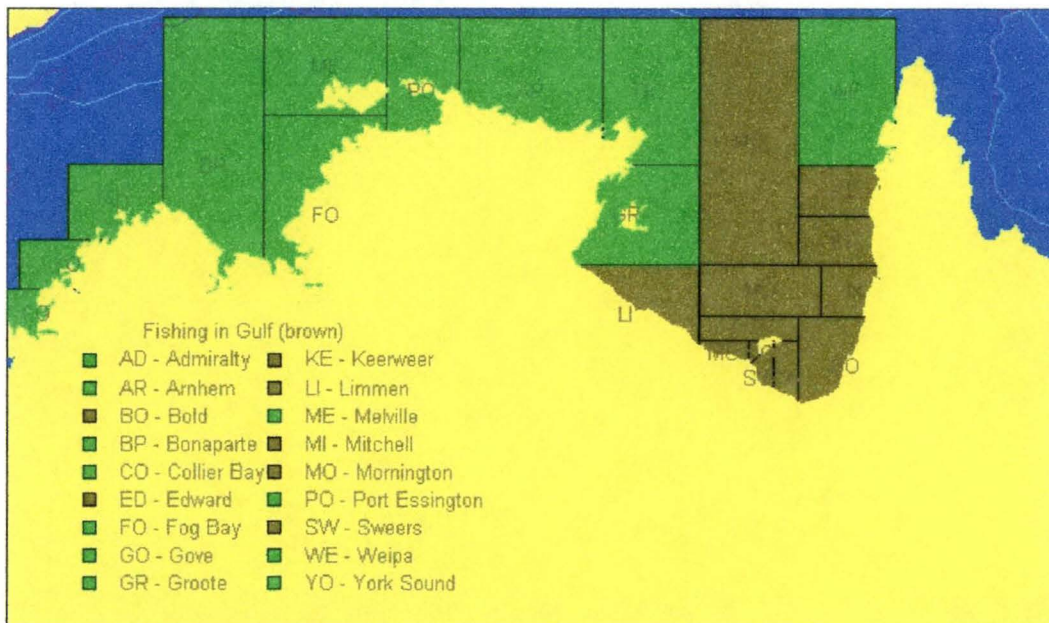 ME
PO
FO
GR
LI
Fishing in Gulf (brown)
AD - Admiralty
AR - Arnhem
BO - Bold
BP - Bonaparte
CO - Collier Bay
ED - Edward
FO - Fog Bay
GO - Gove
GR - Groote
KE - Keerweer
LI - Limmen
ME - Melville
MI - Mitchell
MO - Mornington
PO - Port Essington
SW - Sweers
WE - Weipa
YO - York Sound